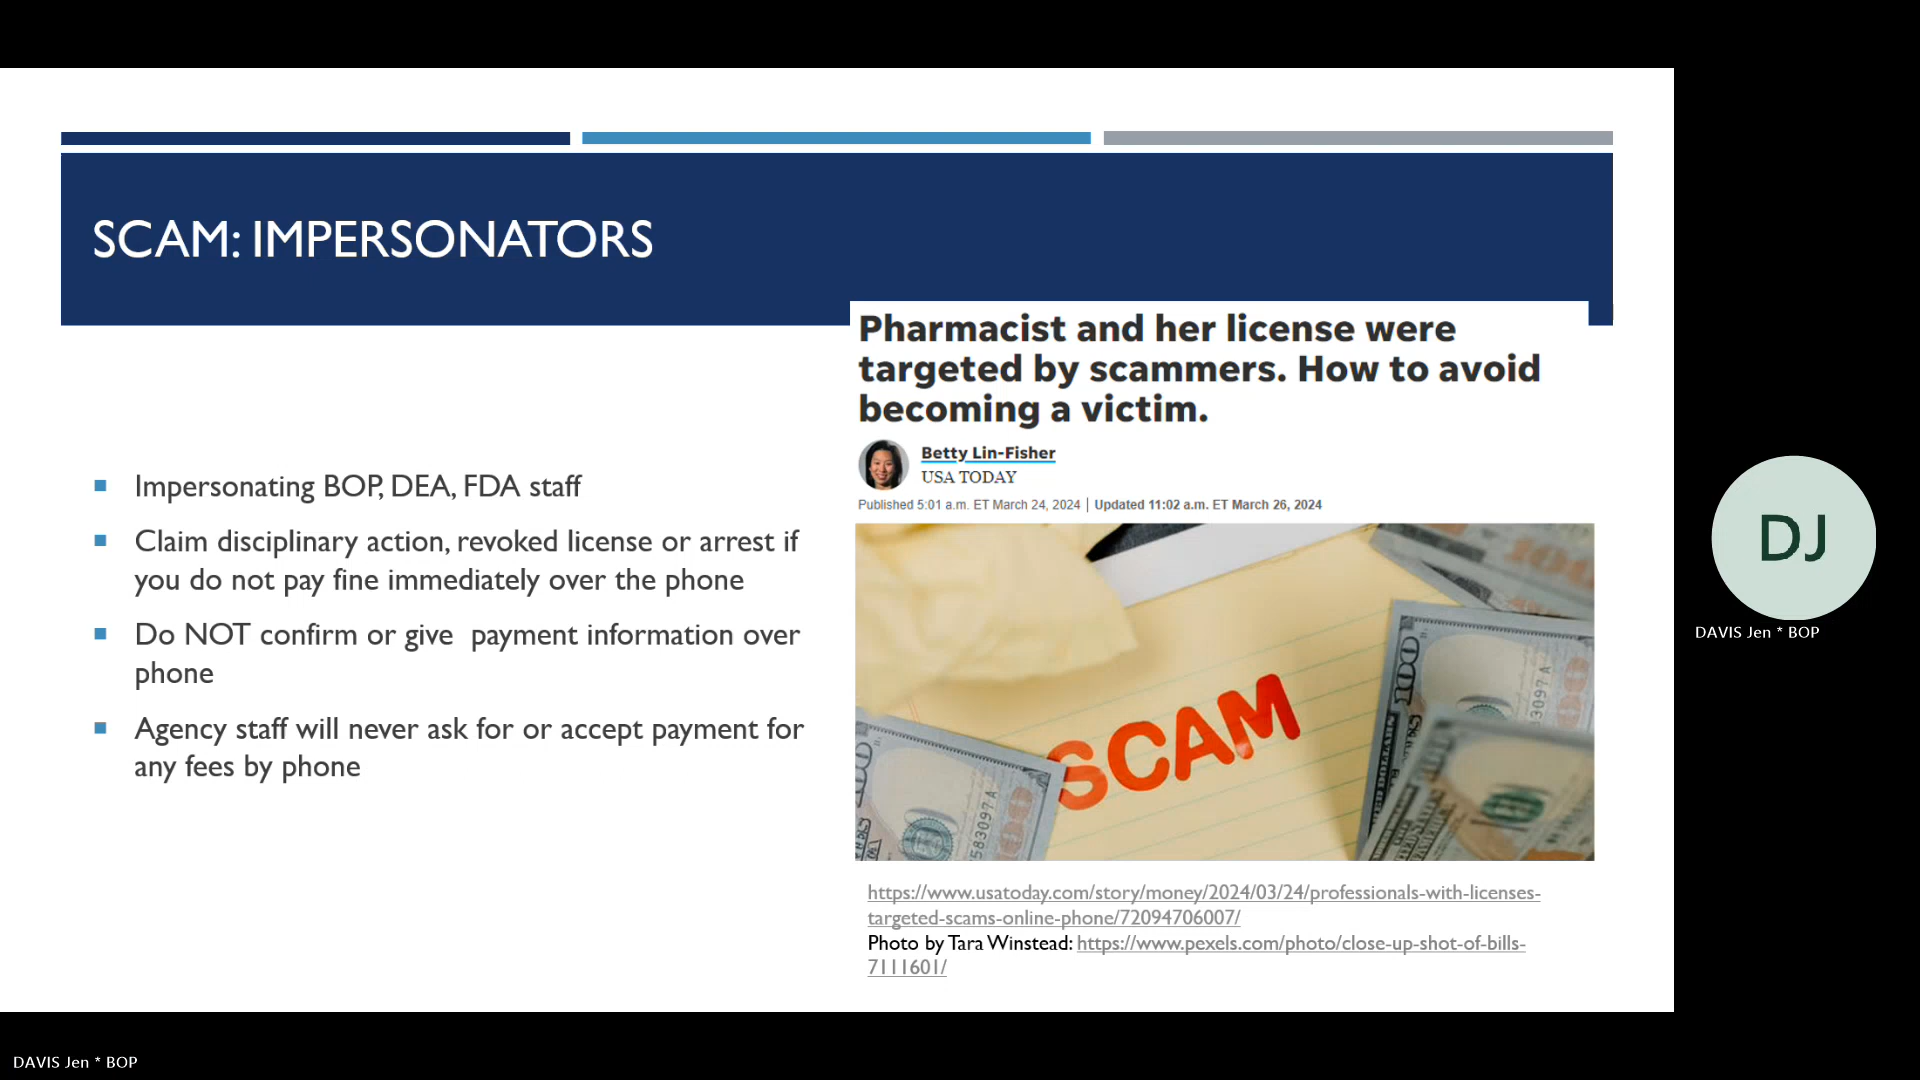 SCAM: IMPERSONATORS
Impersonating BOP, DEA, FDA staff
Claim disciplinary action, revoked license or arrest if
you do not pay fine immediately over the phone
Do NOT confirm or give  payment information over
phone
Agency staff will never ask for or accept payment for
any fees by phone
Pharmacist and her license were
targeted by scammers. How to avoid
becoming a victim.
Betty Lin-Fisher
USA TODAY
Published 5:01 a.m. ET March 24, 2024 | Updated 11:02 a.m. ET March 26, 2024
SCAM
https://www.usatoday.com/story/money/2024/03/24/professionals-with-licenses-
targeted-scams-online-phone/72094706007/
Photo by Tara Winstead: https://www.pexels.com/photo/close-up-shot-of-bills-
7111601/
DJ
DAVIS Jen * BOP
DAVIS Jen * BOP